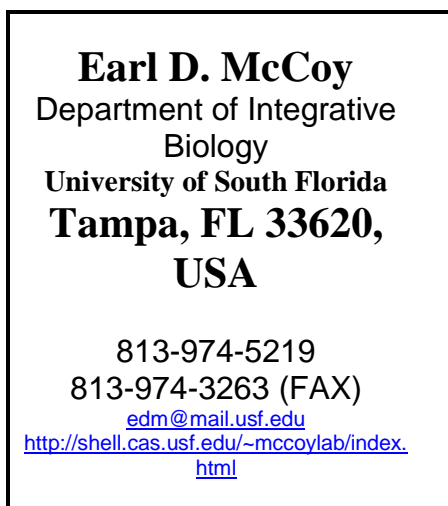 Earl D. McCoy
Department of Integrative
Biology
University of South Florida
Tampa, FL 33620,
USA
813-974-5219
813-974-3263 (FAX)
edm@mail.usf.edu
http://shell.cas.usf.edu/~mccoylab/index.
html